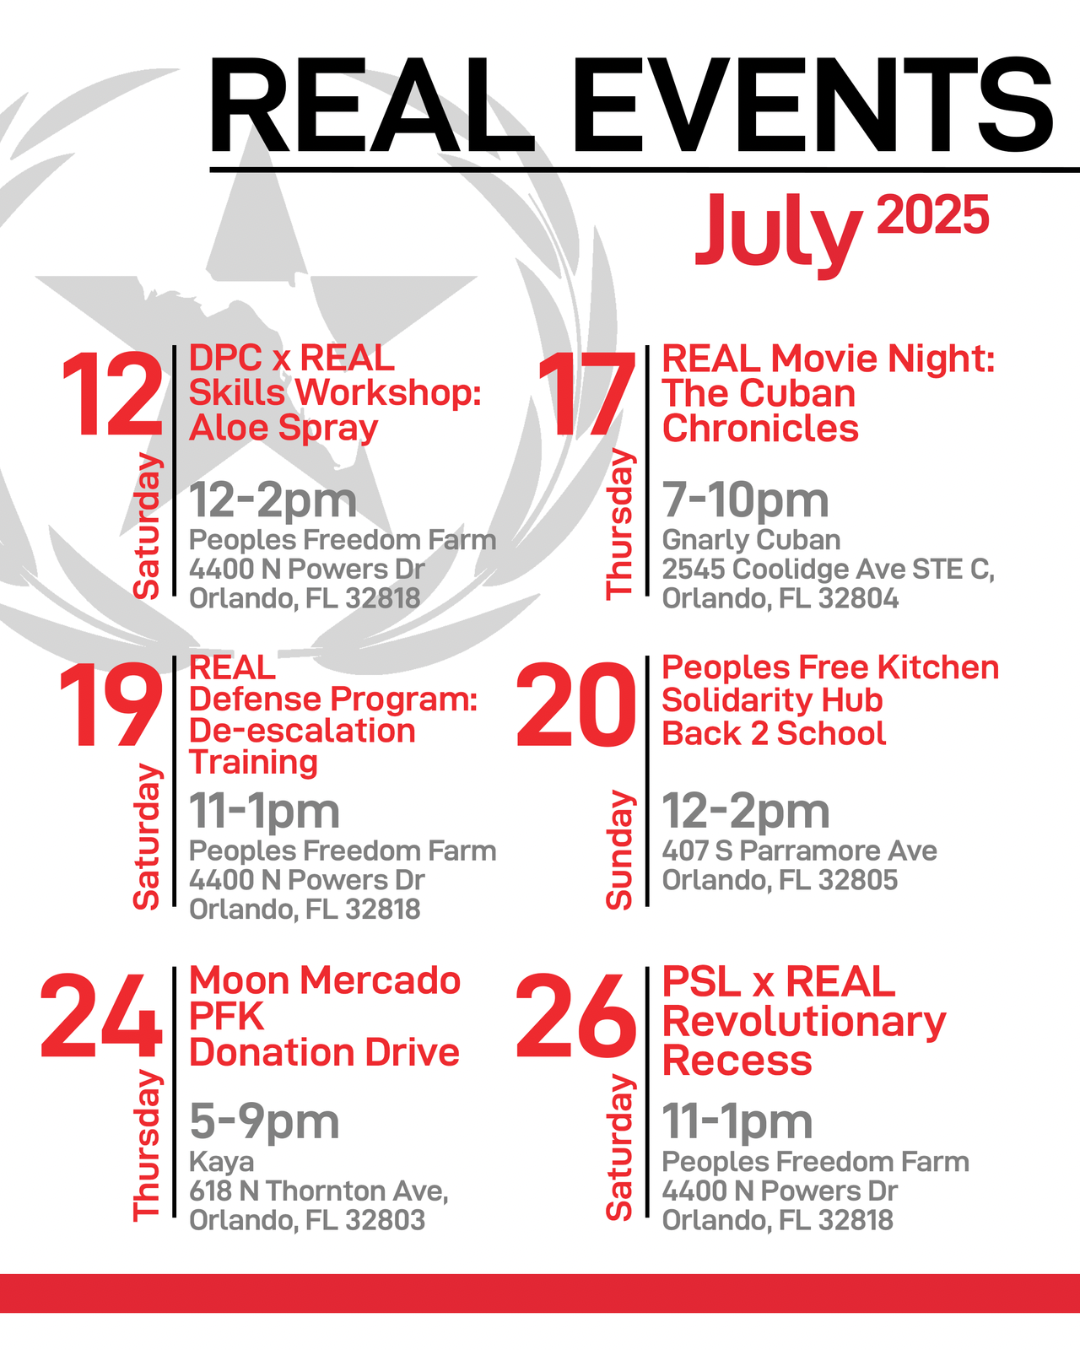 REAL EVENTS
July 2025
12
Saturday
DPC x REAL
Skills Workshop:
Aloe Spray
12-2pm
Peoples Freedom Farm
4400 N Powers Dr
Orlando, FL 32818
17
Thursday
REAL Movie Night:
The Cuban
Chronicles
7-10pm
Gnarly Cuban
2545 Coolidge Ave STE C,
Orlando, FL 32804
19
Saturday
REAL
Defense Program:
De-escalation
Training
11-1pm
Peoples Freedom Farm
4400 N Powers Dr
Orlando, FL 32818
20
Sunday
Peoples Free Kitchen
Solidarity Hub
Back 2 School
12-2pm
407 S Parramore Ave
Orlando, FL 32805
24
Thursday
Moon Mercado
PFK
Donation Drive
5-9pm
Kaya
618 N Thornton Ave,
Orlando, FL 32803
26
Saturday
PSL x REAL
Revolutionary
Recess
11-1pm
Peoples Freedom Farm
4400 N Powers Dr
Orlando, FL 32818